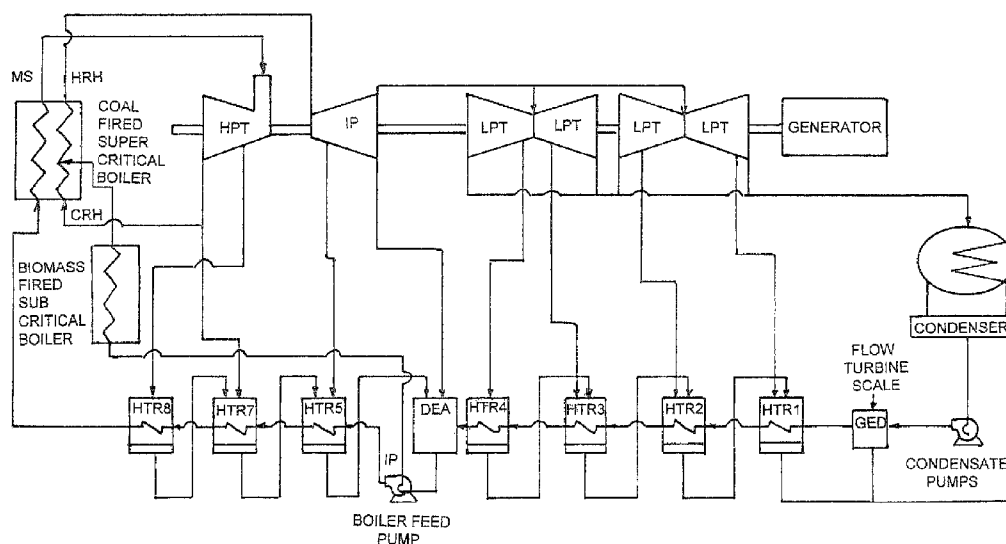 MS
HRH
COAL
FIRED
SUPER
CRITICAL
BOILER
CRH
BIOMASS
FIRED
SUB
CRITICAL
BOILER
HPT
IP
LPT
LPT
LPT
LPT
GENERATOR
CONDENSER
FLOW
TURBINE
SCALE
HTR8
HTR7
HTR5
DEA
HTR4
HTR3
HTR2
HTR1
GED
IP
BOILER FEED
PUMP
CONDENSATE
PUMPS